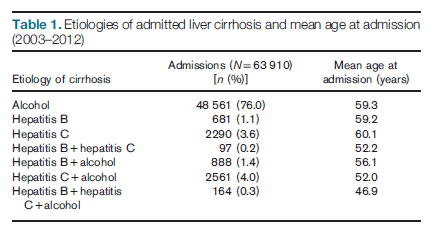 Table 1. Etiologies of admitted liver cirrhosis and mean age at admission
(2003–2012)
Admissions (N=63 910) Mean age at
Etiology of cirrhosis [n (%)] admission (years)
Alcohol 48 561 (76.0) 59.3
Hepatitis B 681 (1.1) 59.2
Hepatitis C 2290 (3.6) 60.1
Hepatitis B+hepatitis C 97 (0.2) 52.2
Hepatitis B+alcohol 888 (1.4) 56.1
Hepatitis C+alcohol 2561 (4.0) 52.0
Hepatitis B+hepatitis 164 (0.3) 46.9
C+alcohol